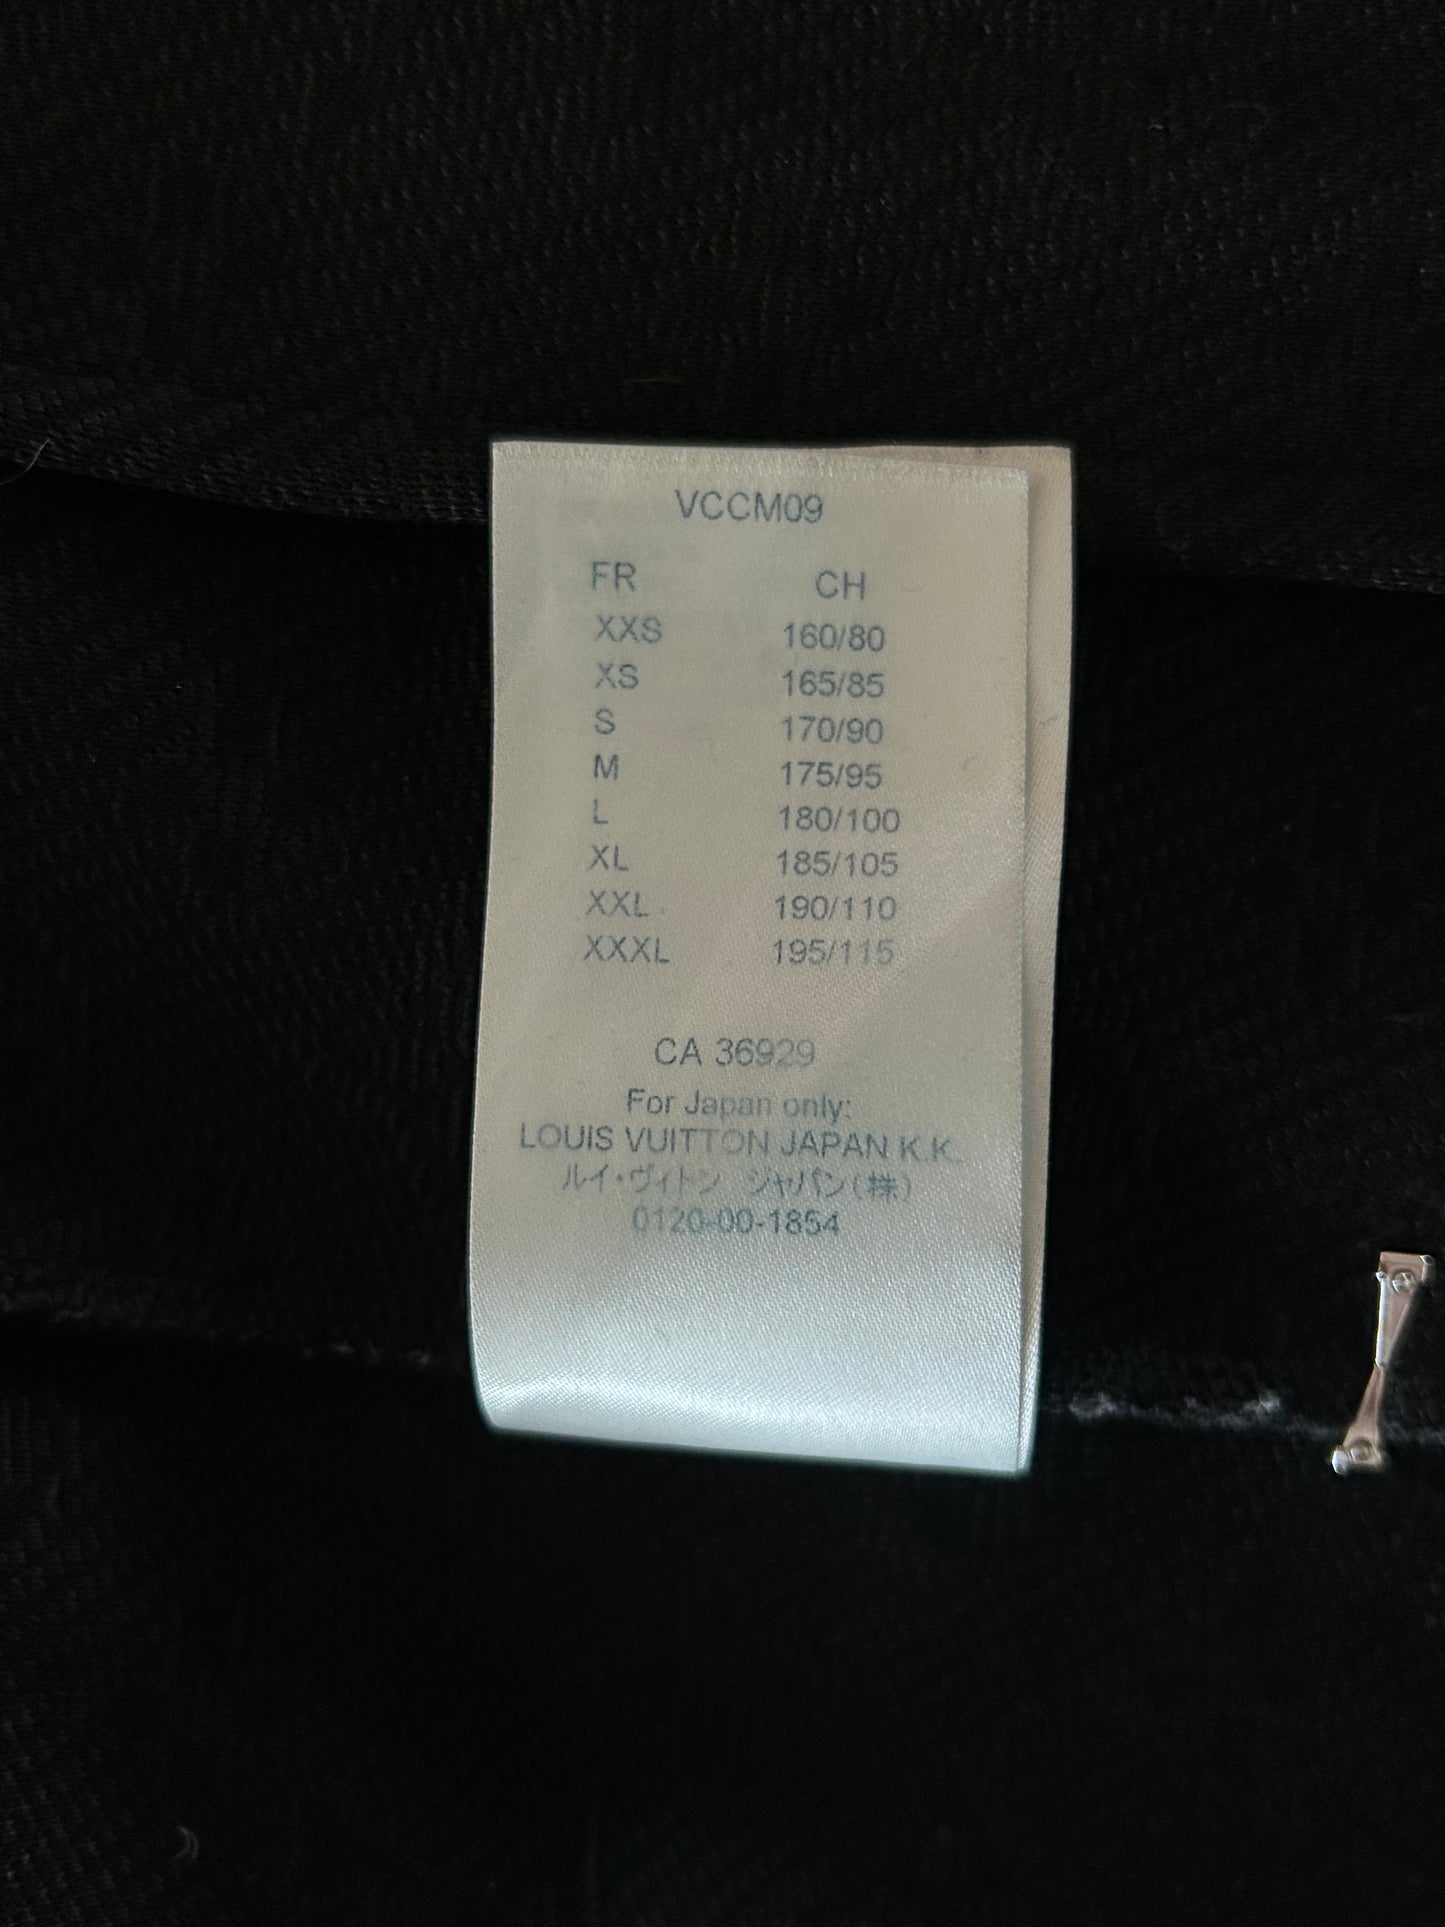 VCCM09
FR CH
XXS 160/80
XS 165/85
S 170/90
M 175/95
L 180/100
XL 185/105
XXL 190/110
XXXL 195/115
CA 36929
For Japan only:
LOUIS VUITTON JAPAN K.K.
ルイ・ヴィトン ジャパン(株)
0120-00-1854